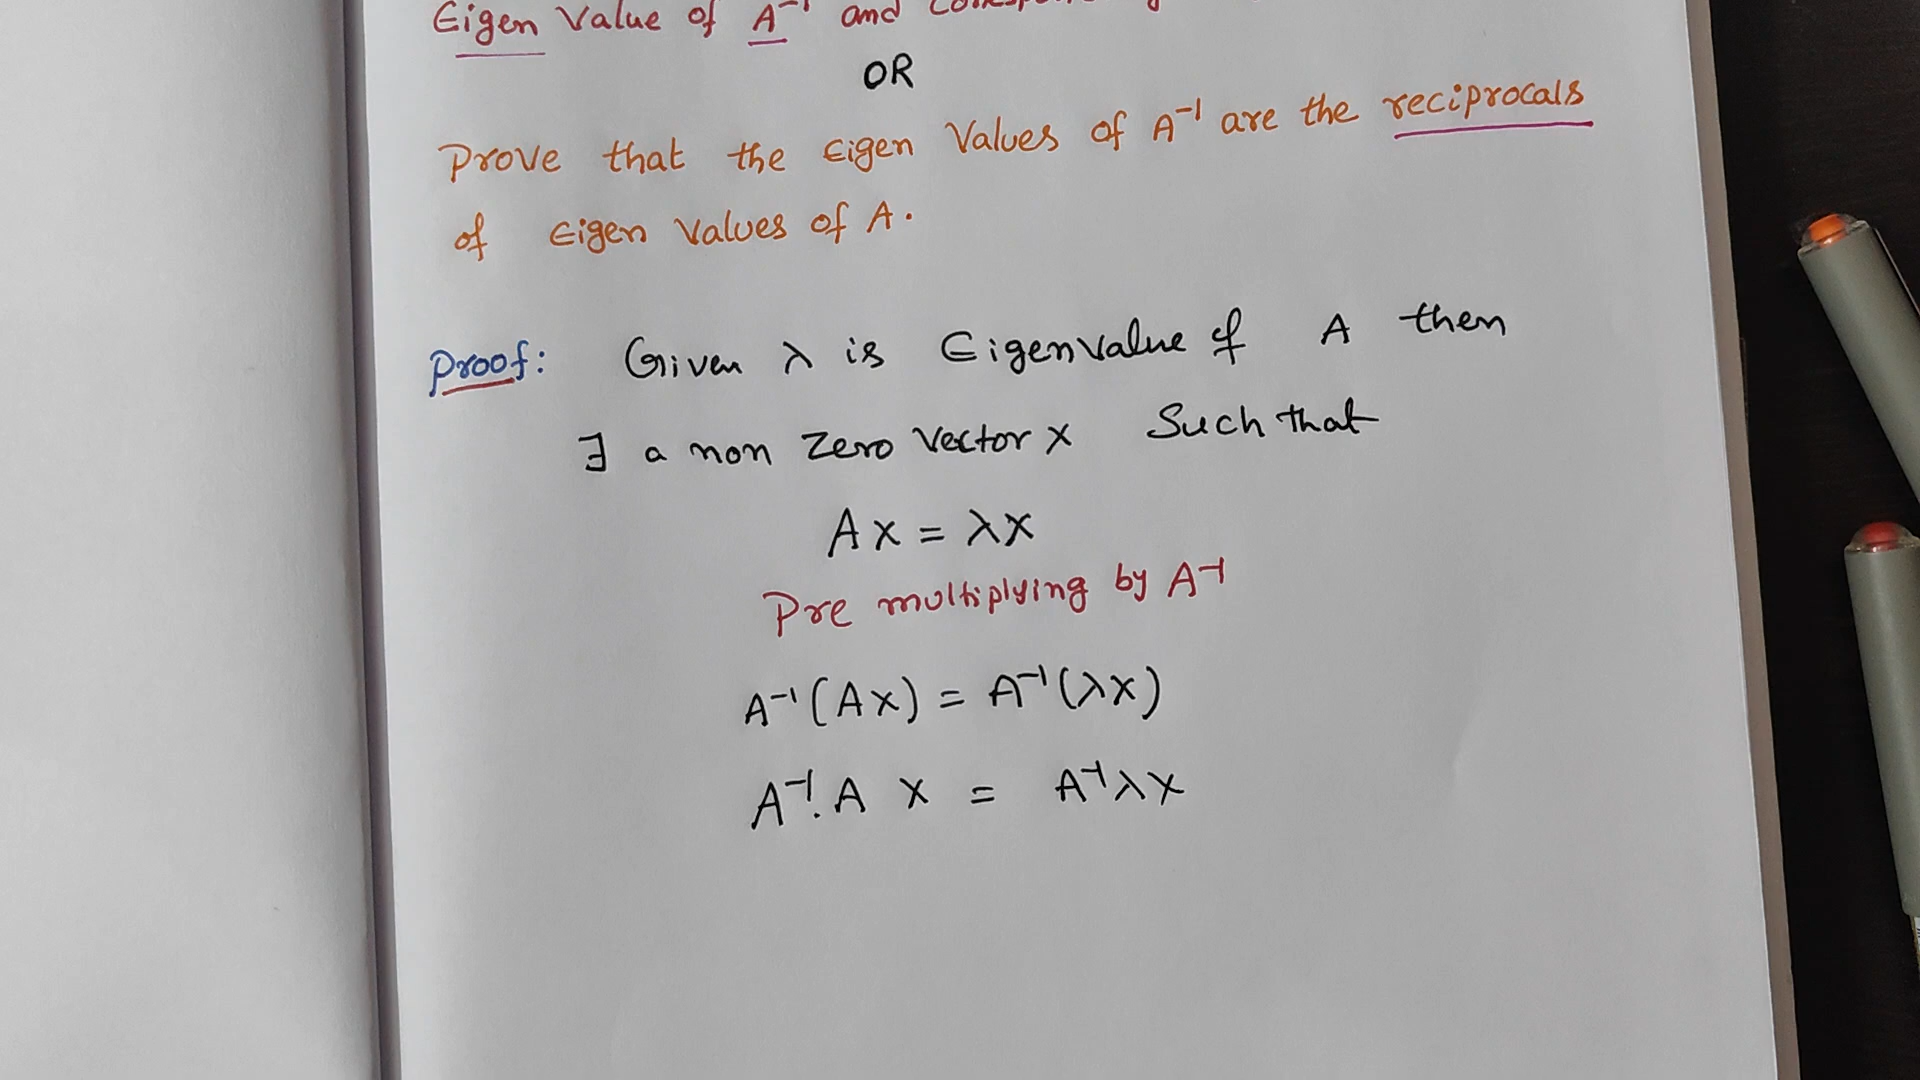 Eigen Value of A⁻¹ and
OR
Prove that the Eigen Values of A⁻¹ are the reciprocals
of Eigen Values of A.
Proof: Given λ is Eigenvalue of A then
∃ a non Zero Vector X Such that
AX = λX
Pre multiplying by A⁻¹
A⁻¹(AX) = A⁻¹(λX)
A⁻¹.A X = A⁻¹λX